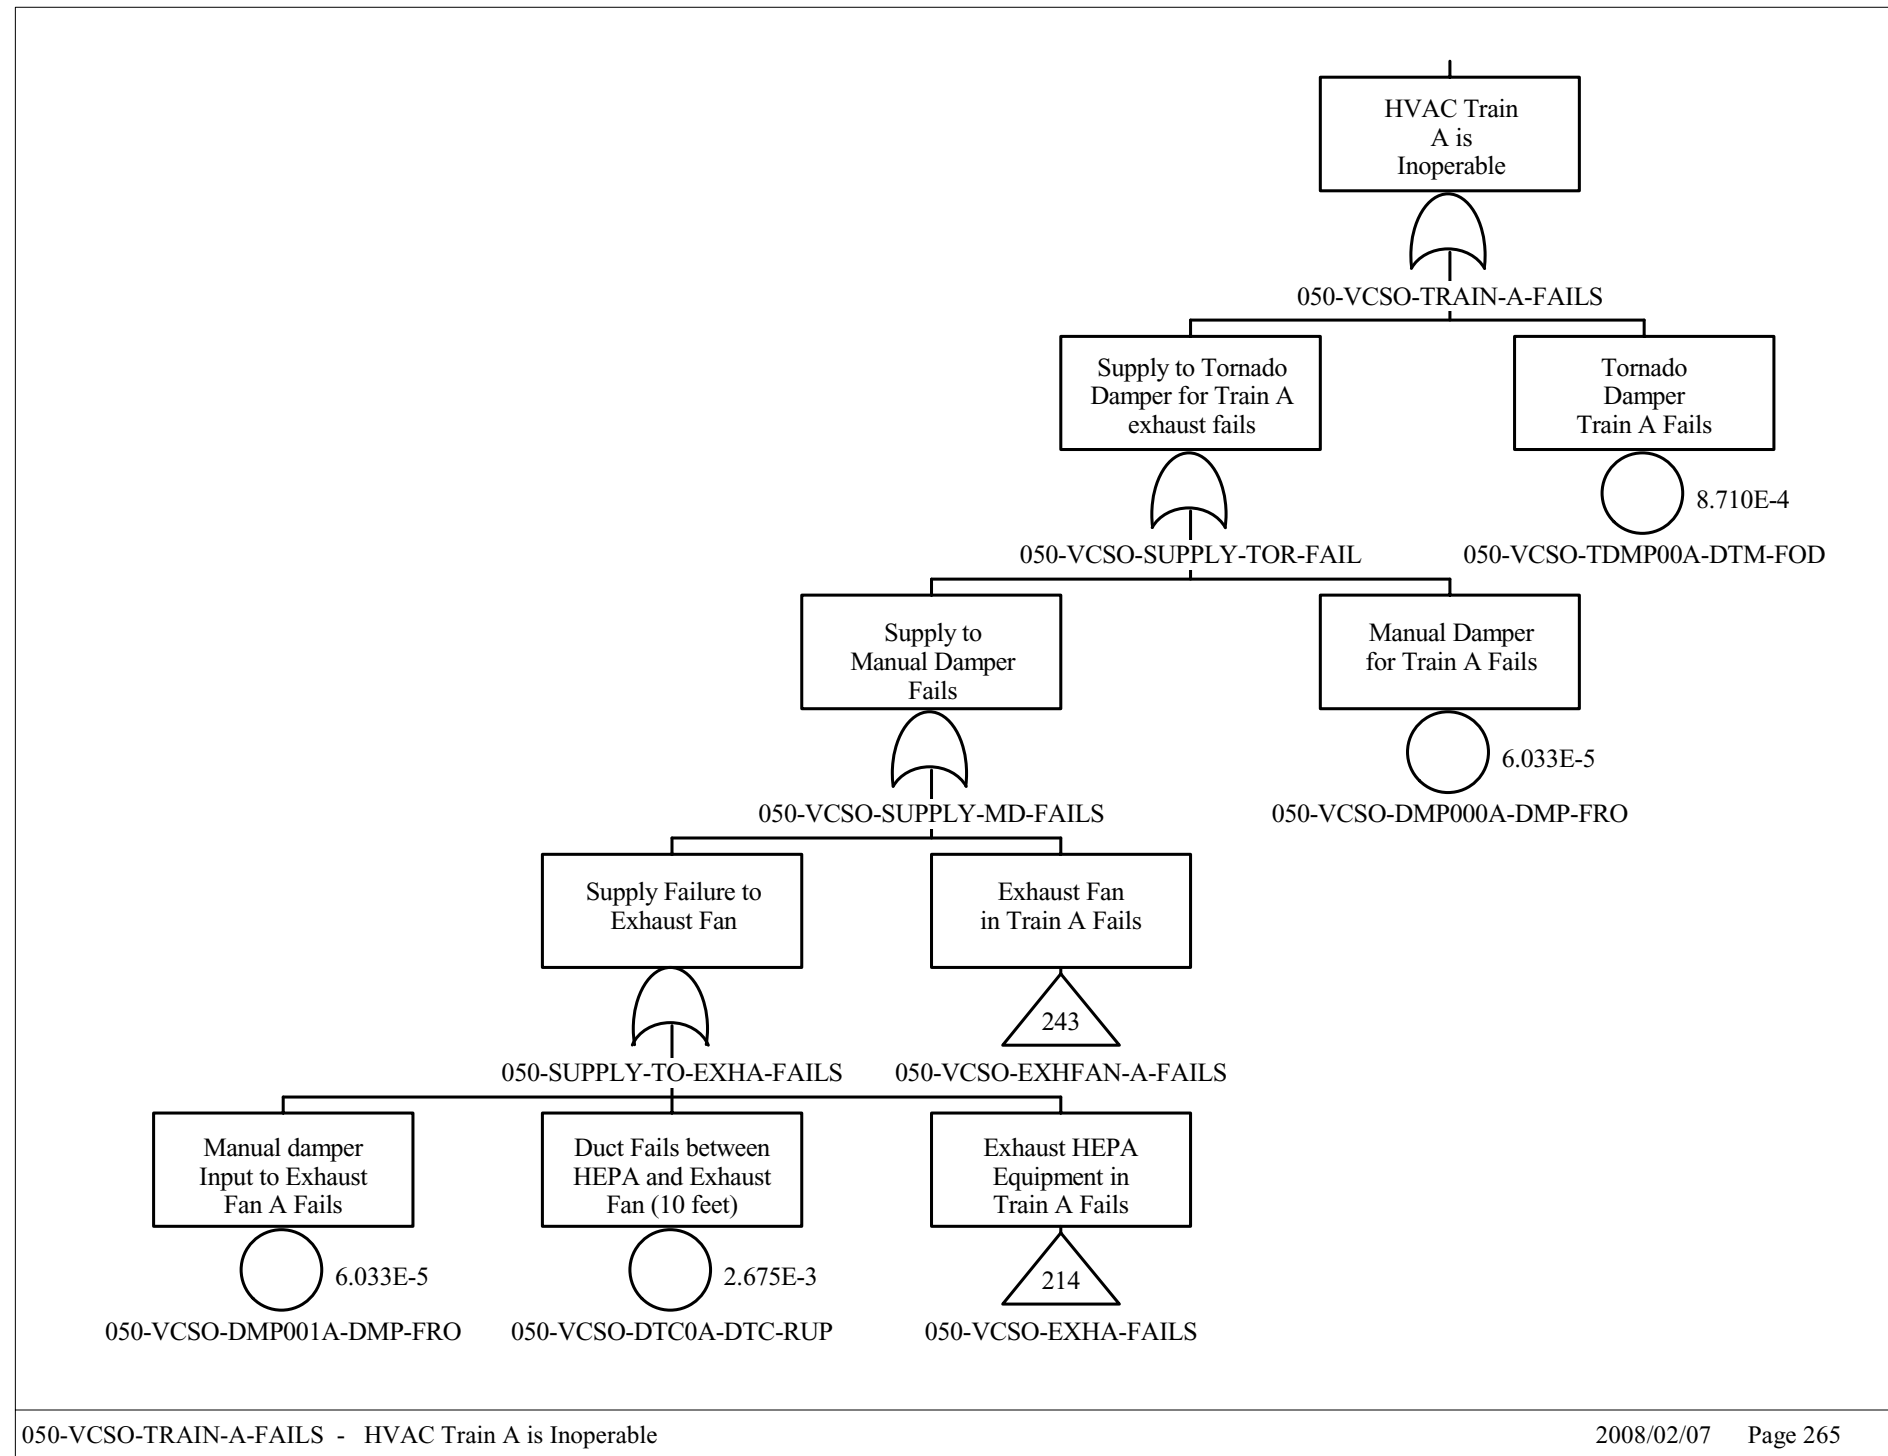 HVAC Train
A is
Inoperable
050-VCSO-TRAIN-A-FAILS
Supply to Tornado
Damper for Train A
exhaust fails
Tornado
Damper
Train A Fails
8.710E-4
050-VCSO-SUPPLY-TOR-FAIL
050-VCSO-TDMP00A-DTM-FOD
Supply to
Manual Damper
Fails
Manual Damper
for Train A Fails
6.033E-5
050-VCSO-SUPPLY-MD-FAILS
050-VCSO-DMP000A-DMP-FRO
Supply Failure to
Exhaust Fan
Exhaust Fan
in Train A Fails
243
050-SUPPLY-TO-EXHA-FAILS
050-VCSO-EXHFAN-A-FAILS
Manual damper
Input to Exhaust
Fan A Fails
6.033E-5
050-VCSO-DMP001A-DMP-FRO
Duct Fails between
HEPA and Exhaust
Fan (10 feet)
2.675E-3
050-VCSO-DTC0A-DTC-RUP
Exhaust HEPA
Equipment in
Train A Fails
214
050-VCSO-EXHA-FAILS
050-VCSO-TRAIN-A-FAILS - HVAC Train A is Inoperable
2008/02/07 Page 265